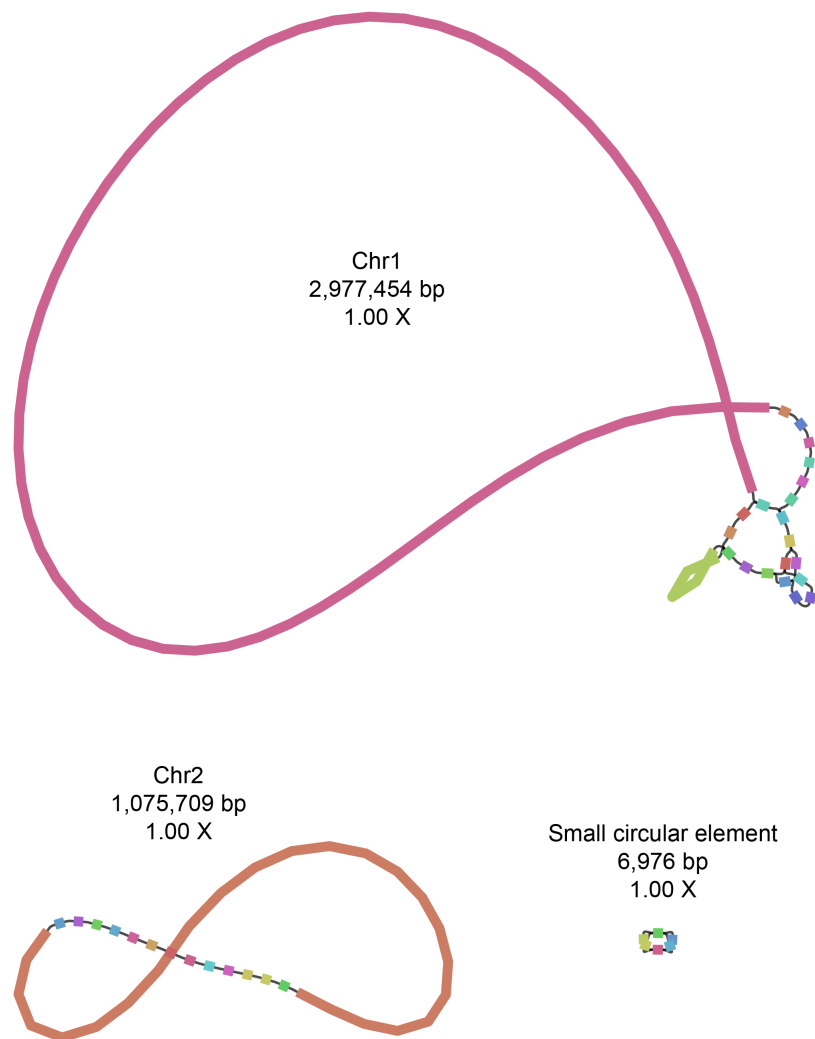 Chr1
2,977,454 bp
1.00 X
Chr2
1,075,709 bp
1.00 X
Small circular element
6,976 bp
1.00 X